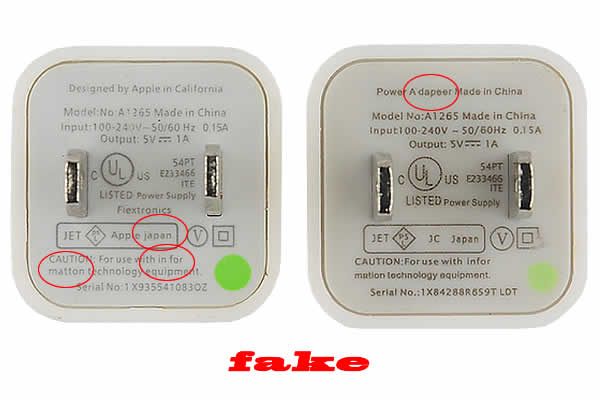 Designed by Apple in California
Model No:A1265 Made in China
Input:100-240V~50/60 Hz 0.15A
Output: 5V⎓1A
C UL US
54PT
E233466
ITE
LISTED Power Supply
Flextronics
JET PS E Apple japan V
CAUTION: For use with in for
matton technology equipment.
Serial No:1X935541083OZ
Power A dapeer Made in China
Model No:A1265 Made in China
Input:100-240V ~ 50/60Hz 0.15A
Output: 5V⎓1A
C UL US
54PT
E233466
ITE
LISTED Power Supply
JET PS JC Japan V
CAUTION:For use with infor
mation technology equipment.
Serial No.:1X84288R659T LDT
fake